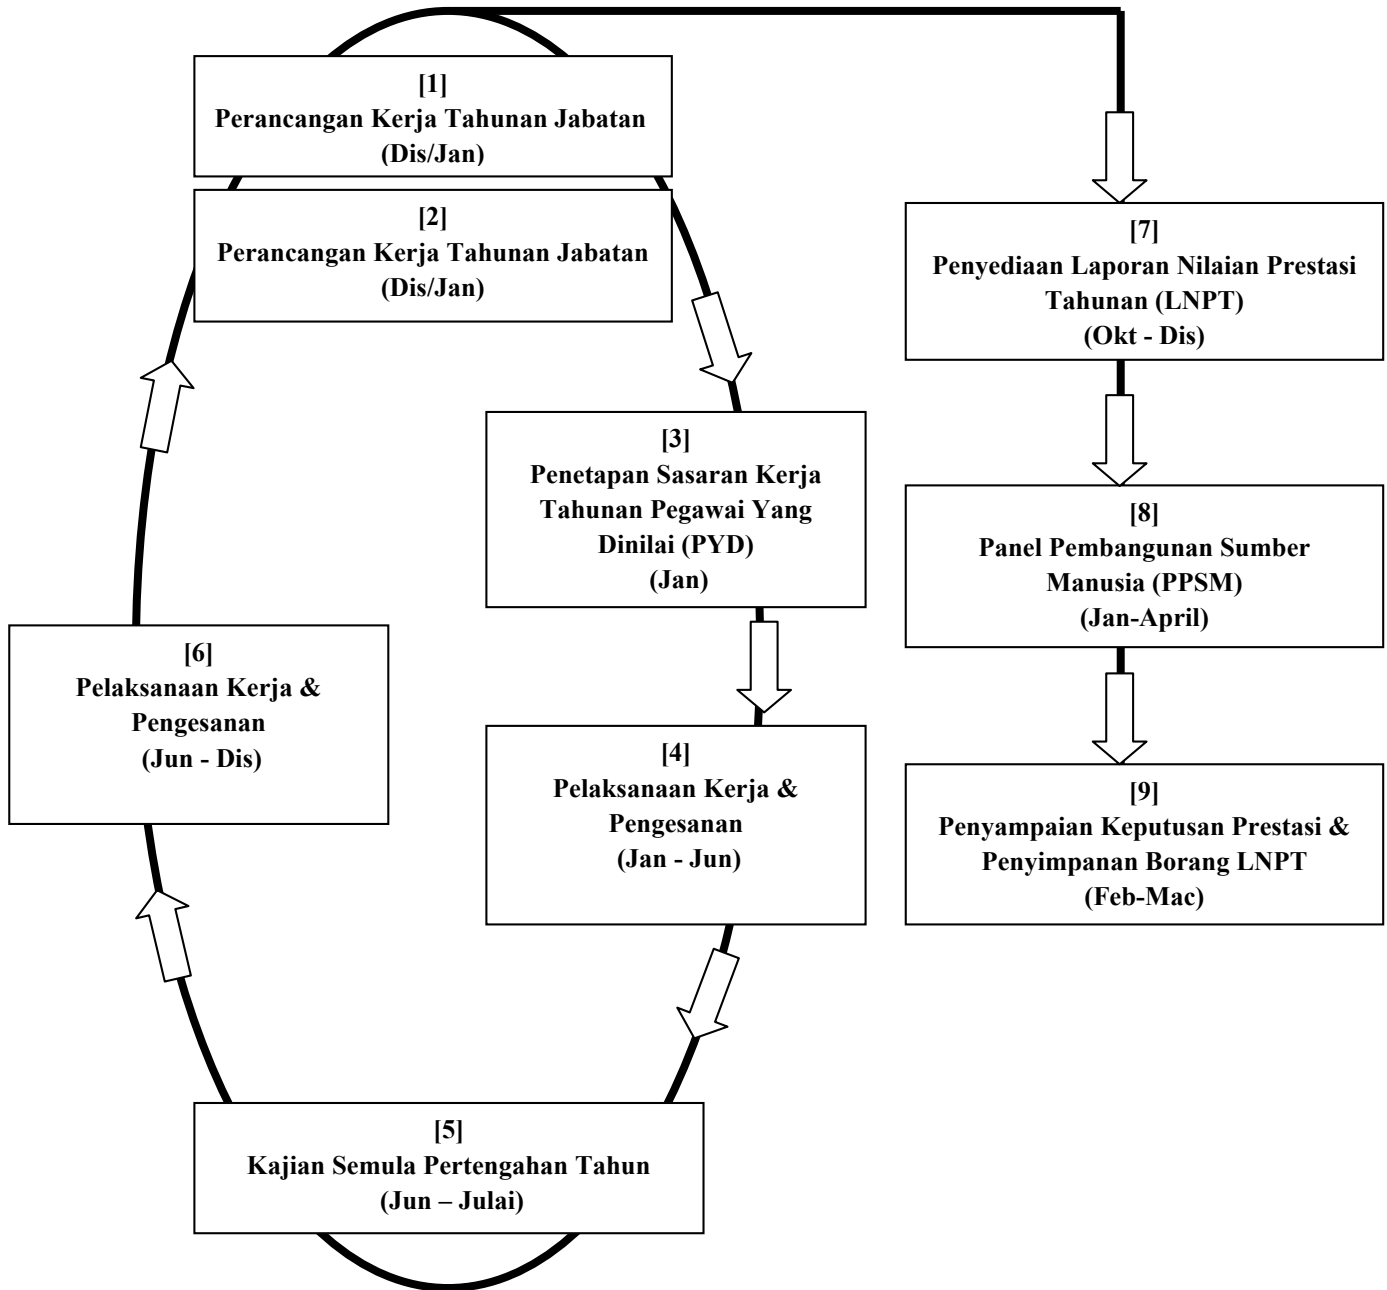 [1]
Perancangan Kerja Tahunan Jabatan
(Dis/Jan)
[2]
Perancangan Kerja Tahunan Jabatan
(Dis/Jan)
[3]
Penetapan Sasaran Kerja
Tahunan Pegawai Yang
Dinilai (PYD)
(Jan)
[4]
Pelaksanaan Kerja &
Pengesanan
(Jan - Jun)
[5]
Kajian Semula Pertengahan Tahun
(Jun – Julai)
[6]
Pelaksanaan Kerja &
Pengesanan
(Jun - Dis)
[7]
Penyediaan Laporan Nilaian Prestasi
Tahunan (LNPT)
(Okt - Dis)
[8]
Panel Pembangunan Sumber
Manusia (PPSM)
(Jan-April)
[9]
Penyampaian Keputusan Prestasi &
Penyimpanan Borang LNPT
(Feb-Mac)